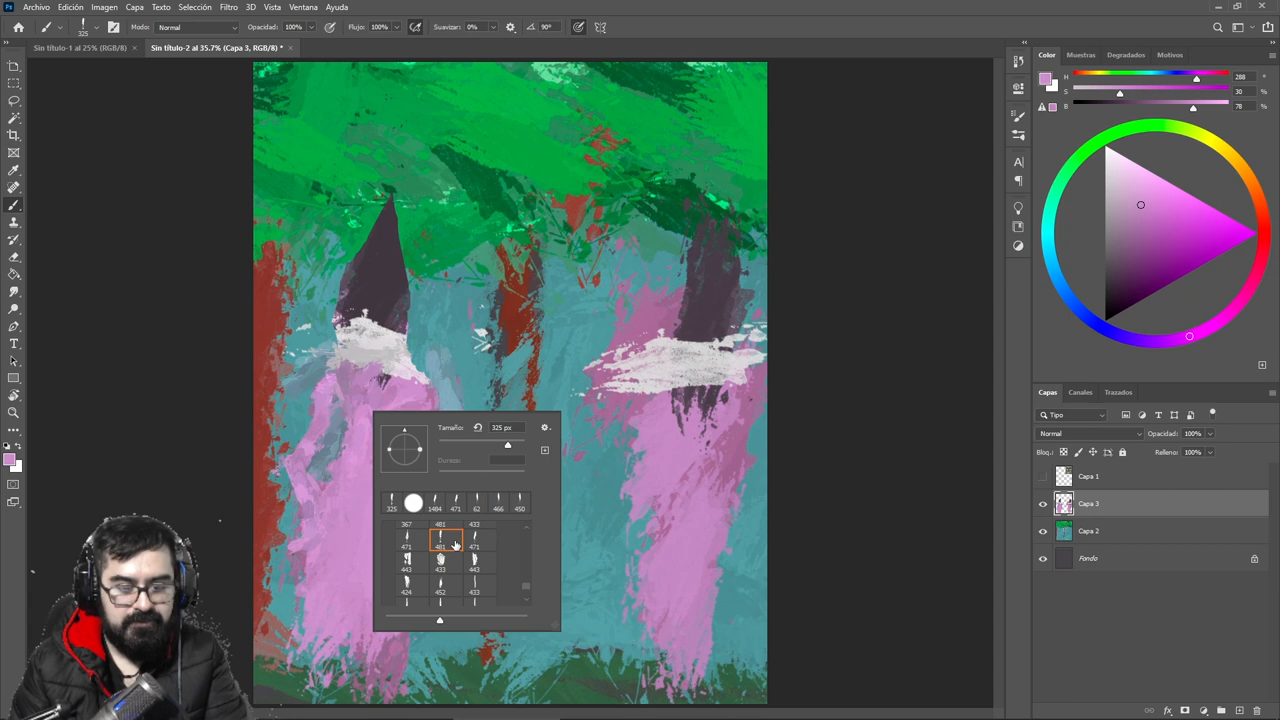 Ps Archivo Edición Imagen Capa Texto Selección Filtro 3D Vista Ventana Ayuda
325 Modo: Normal Opacidad: 100% Flujo: 100% Suavizar: 0% 90°
Sin título-1 al 25% (RGB/8) × Sin título-2 al 35.7% (Capa 3, RGB/8) * ×
Color Muestras Degradados Motivos
H 288 °
S 30 %
B 78 %
Tamaño: 325 px
Dureza:
325 1484 471 62 466 450
367 481 433
471 481 471
443 433 443
424 452 433
Capas Canales Trazados
Tipo
Normal Opacidad: 100%
Bloq.: Relleno: 100%
Capa 1
Capa 3
Capa 2
Fondo
fx